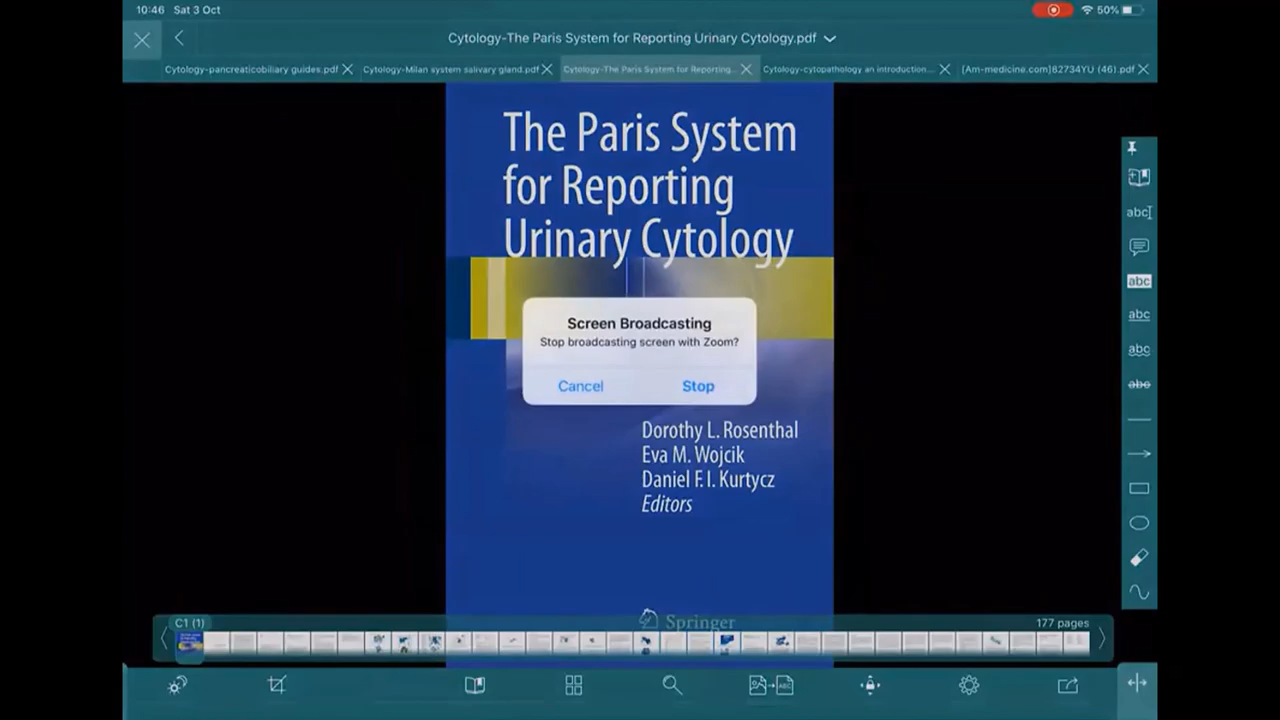 10:46 Sat 3 Oct
50%
Cytology-The Paris System for Reporting Urinary Cytology.pdf
Cytology-pancreaticobiliary guides.pdf
Cytology-Milan system salivary gland.pdf
Cytology-The Paris System for Reporting...
Cytology-cytopathology an introduction...
[Am-medicine.com]62734YU (46).pdf
The Paris System
for Reporting
Urinary Cytology
Screen Broadcasting
Stop broadcasting screen with Zoom?
Cancel
Stop
Dorothy L. Rosenthal
Eva M. Wojcik
Daniel F. I. Kurtycz
Editors
Springer
abc
abc
abc
abc
abc
C1 (1)
177 pages
ABC